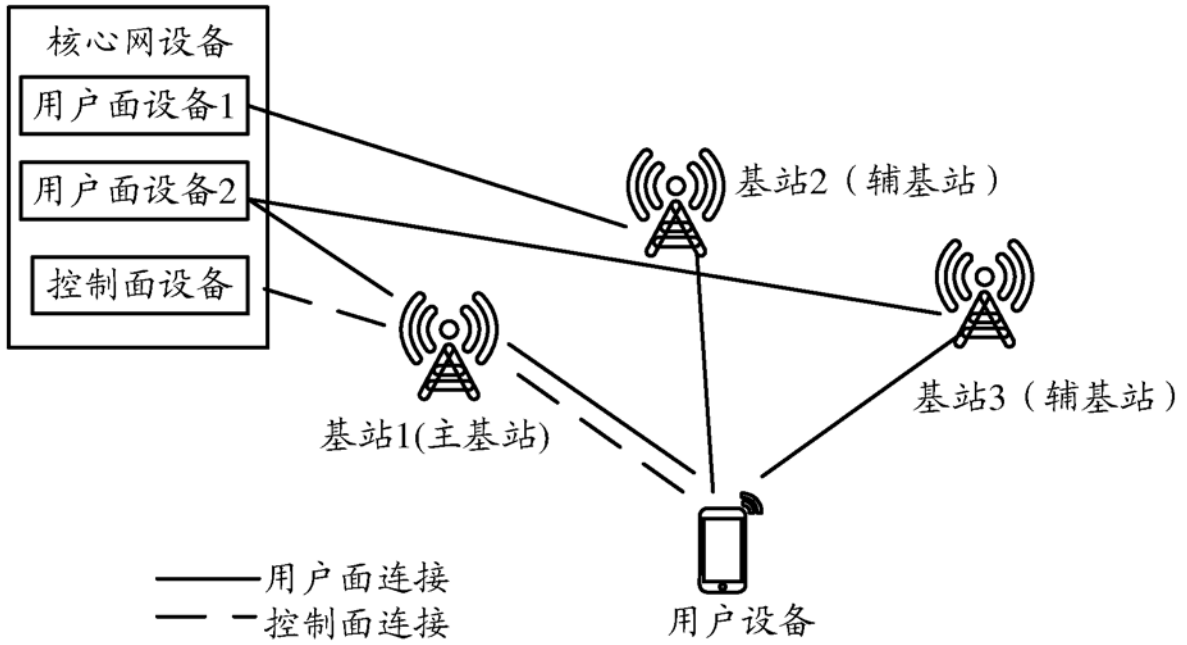 核心网设备
用户面设备1
用户面设备2
控制面设备
基站2（辅基站）
基站3（辅基站）
基站1(主基站)
用户设备
用户面连接
控制面连接